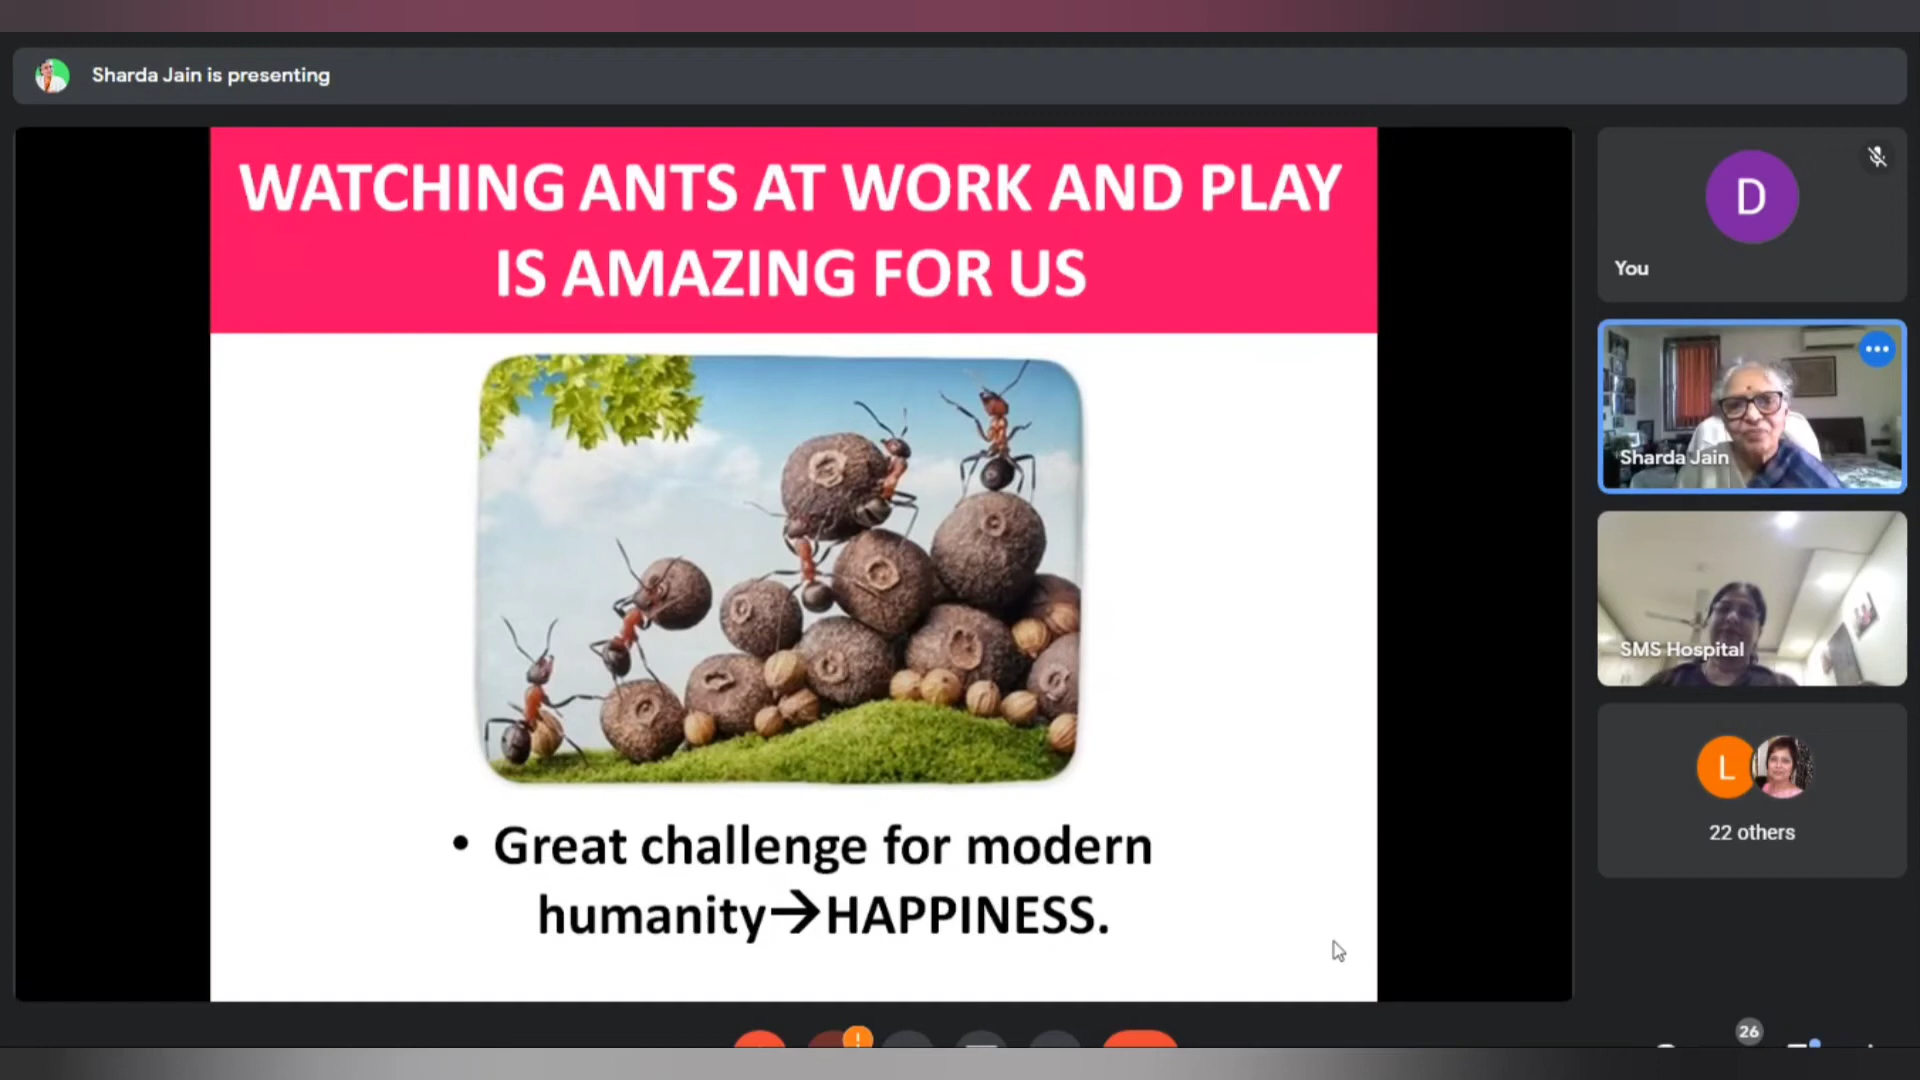 Sharda Jain is presenting
WATCHING ANTS AT WORK AND PLAY
IS AMAZING FOR US
• Great challenge for modern
humanity→HAPPINESS.
D
You
Sharda Jain
SMS Hospital
L
22 others
26